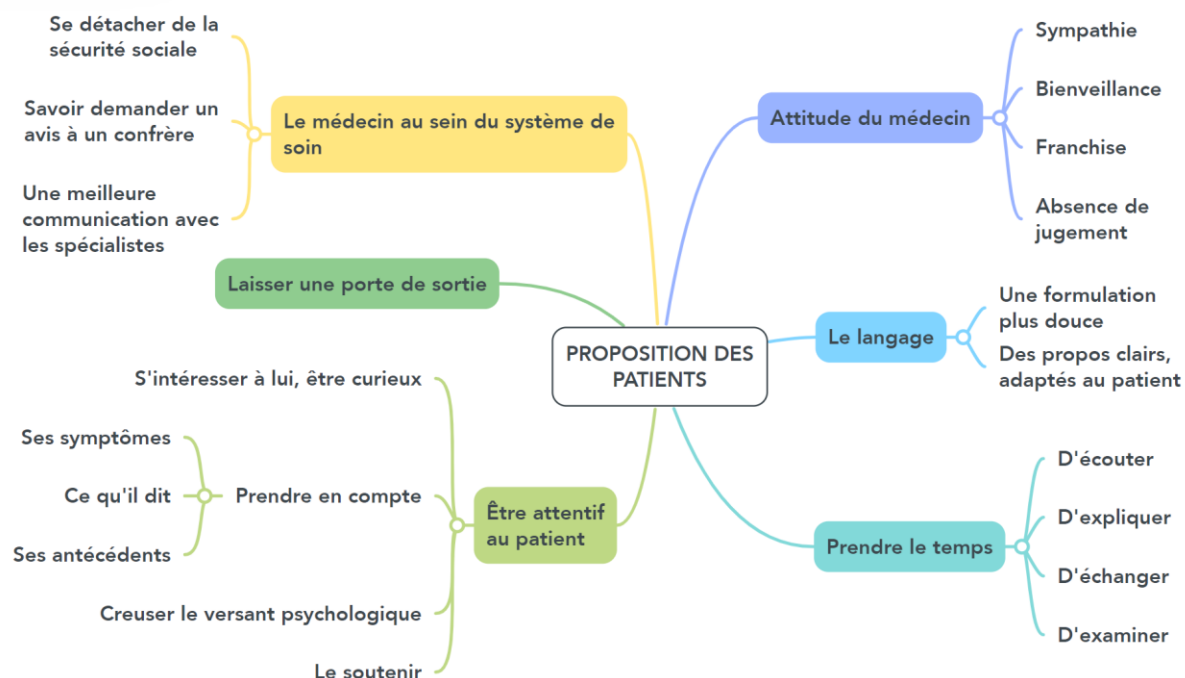 PROPOSITION DES
PATIENTS
Attitude du médecin
Sympathie
Bienveillance
Franchise
Absence de
jugement
Le langage
Une formulation
plus douce
Des propos clairs,
adaptés au patient
Prendre le temps
D'écouter
D'expliquer
D'échanger
D'examiner
Le médecin au sein du système de
soin
Se détacher de la
sécurité sociale
Savoir demander un
avis à un confrère
Une meilleure
communication avec
les spécialistes
Laisser une porte de sortie
Être attentif
au patient
S'intéresser à lui, être curieux
Prendre en compte
Ses symptômes
Ce qu'il dit
Ses antécédents
Creuser le versant psychologique
Le soutenir